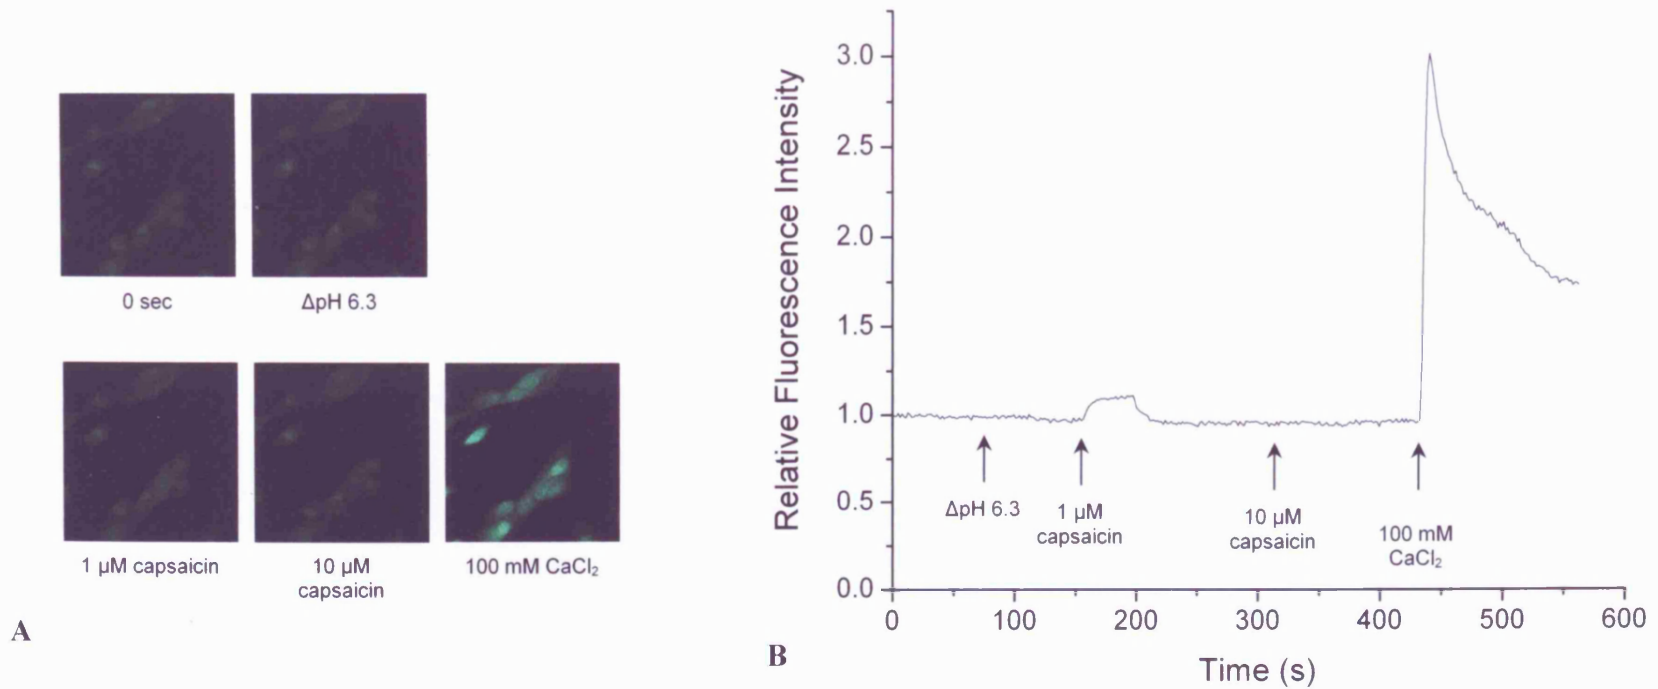 0 sec
ΔpH 6.3
1 µM capsaicin
10 µM
capsaicin
100 mM CaCl₂
A
Relative Fluorescence Intensity
3.0
2.5
2.0
1.5
1.0
0.5
0.0
ΔpH 6.3
1 µM
capsaicin
10 µM
capsaicin
100 mM
CaCl₂
0
100
200
300
400
500
600
Time (s)
B